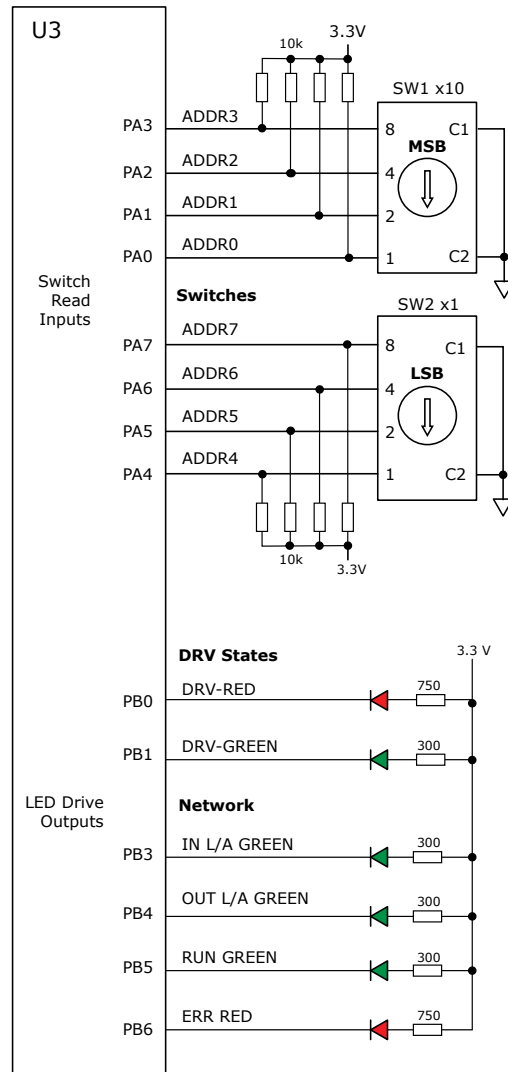 U3
3.3V
10k
SW1 x10
PA3 ADDR3 8 C1
MSB
PA2 ADDR2 4
PA1 ADDR1 2
PA0 ADDR0 1 C2
Switch
Read
Inputs
Switches
SW2 x1
PA7 ADDR7 8 C1
PA6 ADDR6 4 LSB
PA5 ADDR5 2
PA4 ADDR4 1 C2
10k
3.3V
DRV States
3.3 V
PB0 DRV-RED 750
PB1 DRV-GREEN 300
LED Drive
Outputs
Network
PB3 IN L/A GREEN 300
PB4 OUT L/A GREEN 300
PB5 RUN GREEN 300
PB6 ERR RED 750